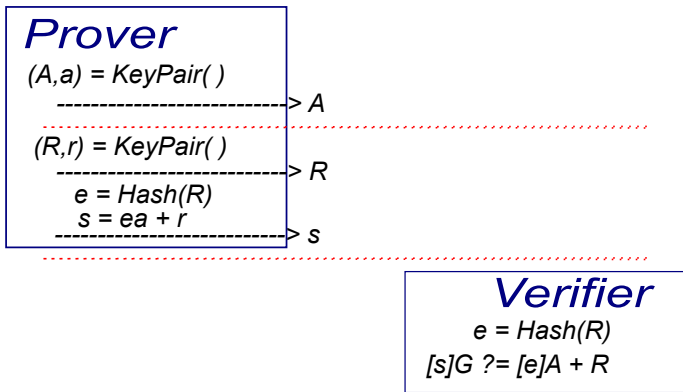 Prover
(A,a) = KeyPair( )
---------------------------> A
(R,r) = KeyPair( )
---------------------------> R
e = Hash(R)
s = ea + r
---------------------------> s
Verifier
e = Hash(R)
[s]G ?= [e]A + R